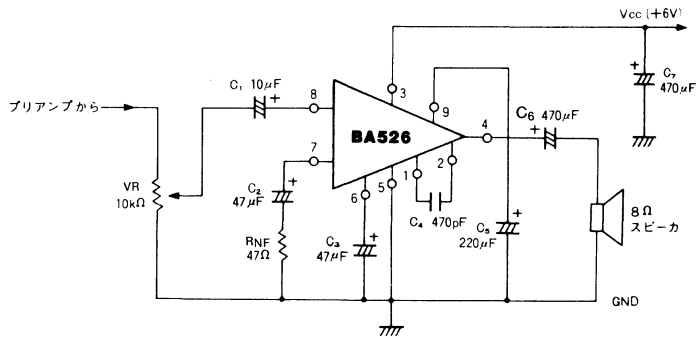 Vcc (+6V)
+
C₇
470μF
C₁ 10μF
+
8
3
9
プリアンプから
BA526
4
C₆ 470μF
+
7
VR
10kΩ
C₂
47μF
+
6
5
1
2
C₄ 470pF
+
C₅
220μF
8Ω
スピーカ
RNF
47Ω
C₃
47μF
+
GND